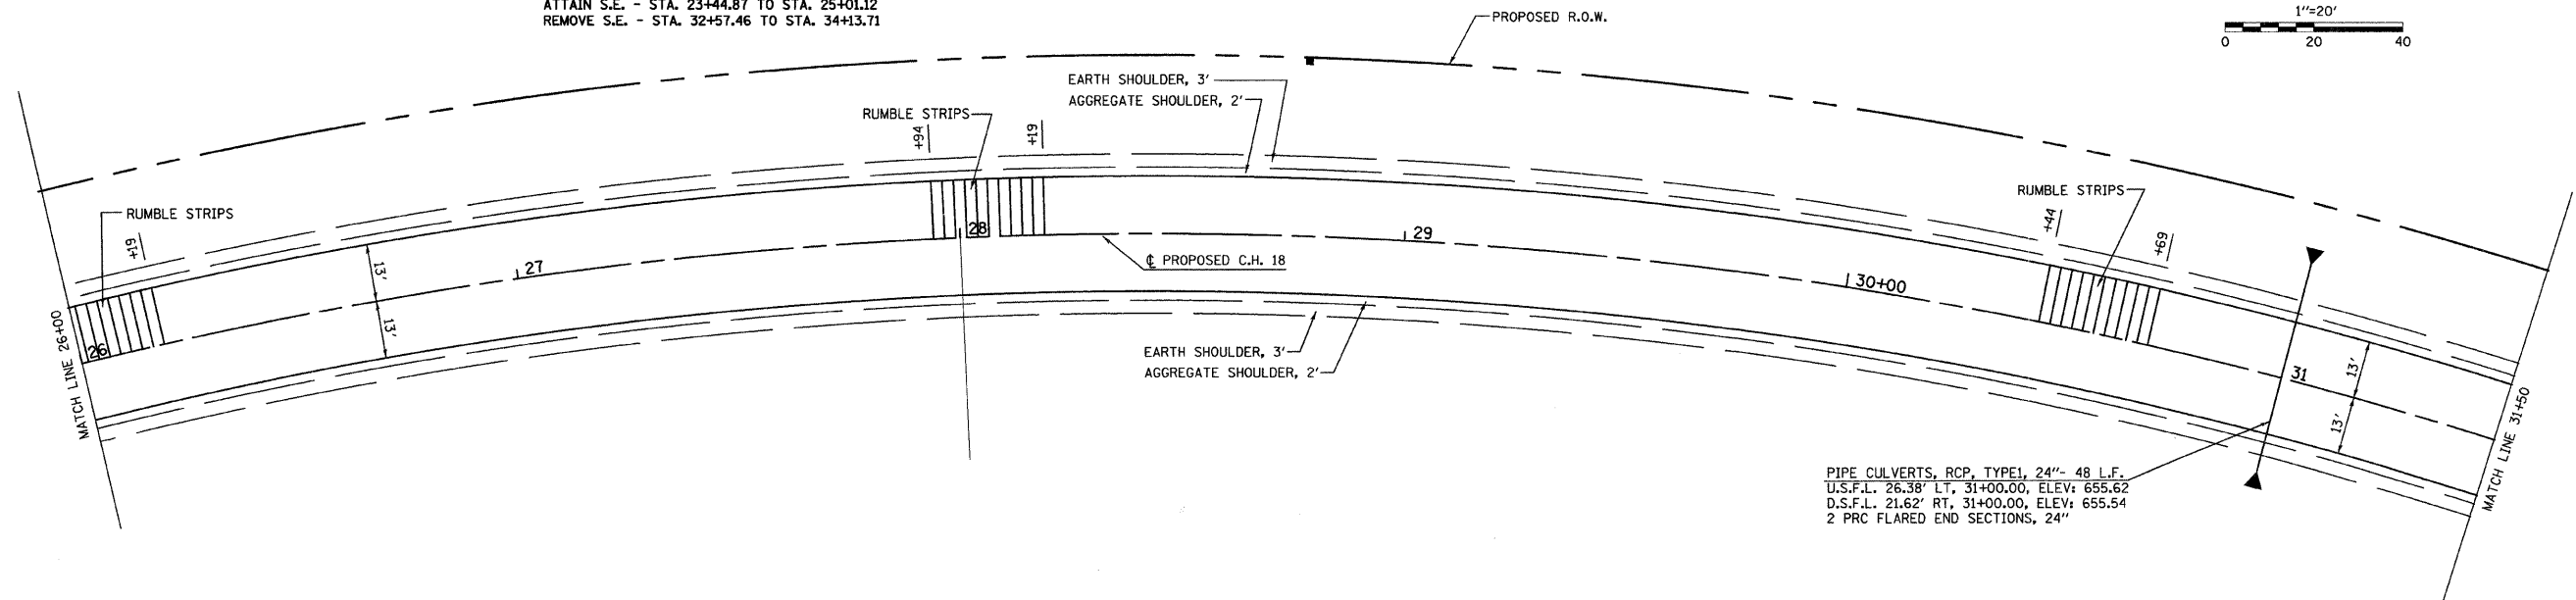 ATTAIN S.E. - STA. 23+44.87 TO STA. 25+01.12
REMOVE S.E. - STA. 32+57.46 TO STA. 34+13.71
PROPOSED R.O.W.
1"=20'
0 20 40
EARTH SHOULDER, 3'
AGGREGATE SHOULDER, 2'
RUMBLE STRIPS
+94
+19
RUMBLE STRIPS
+19
RUMBLE STRIPS
+44
+69
13'
13'
26
27
28
29
30+00
31
℄ PROPOSED C.H. 18
13'
13'
MATCH LINE 26+00
MATCH LINE 31+50
EARTH SHOULDER, 3'
AGGREGATE SHOULDER, 2'
PIPE CULVERTS, RCP, TYPE1, 24"- 48 L.F.
U.S.F.L. 26.38' LT, 31+00.00, ELEV: 655.62
D.S.F.L. 21.62' RT, 31+00.00, ELEV: 655.54
2 PRC FLARED END SECTIONS, 24"